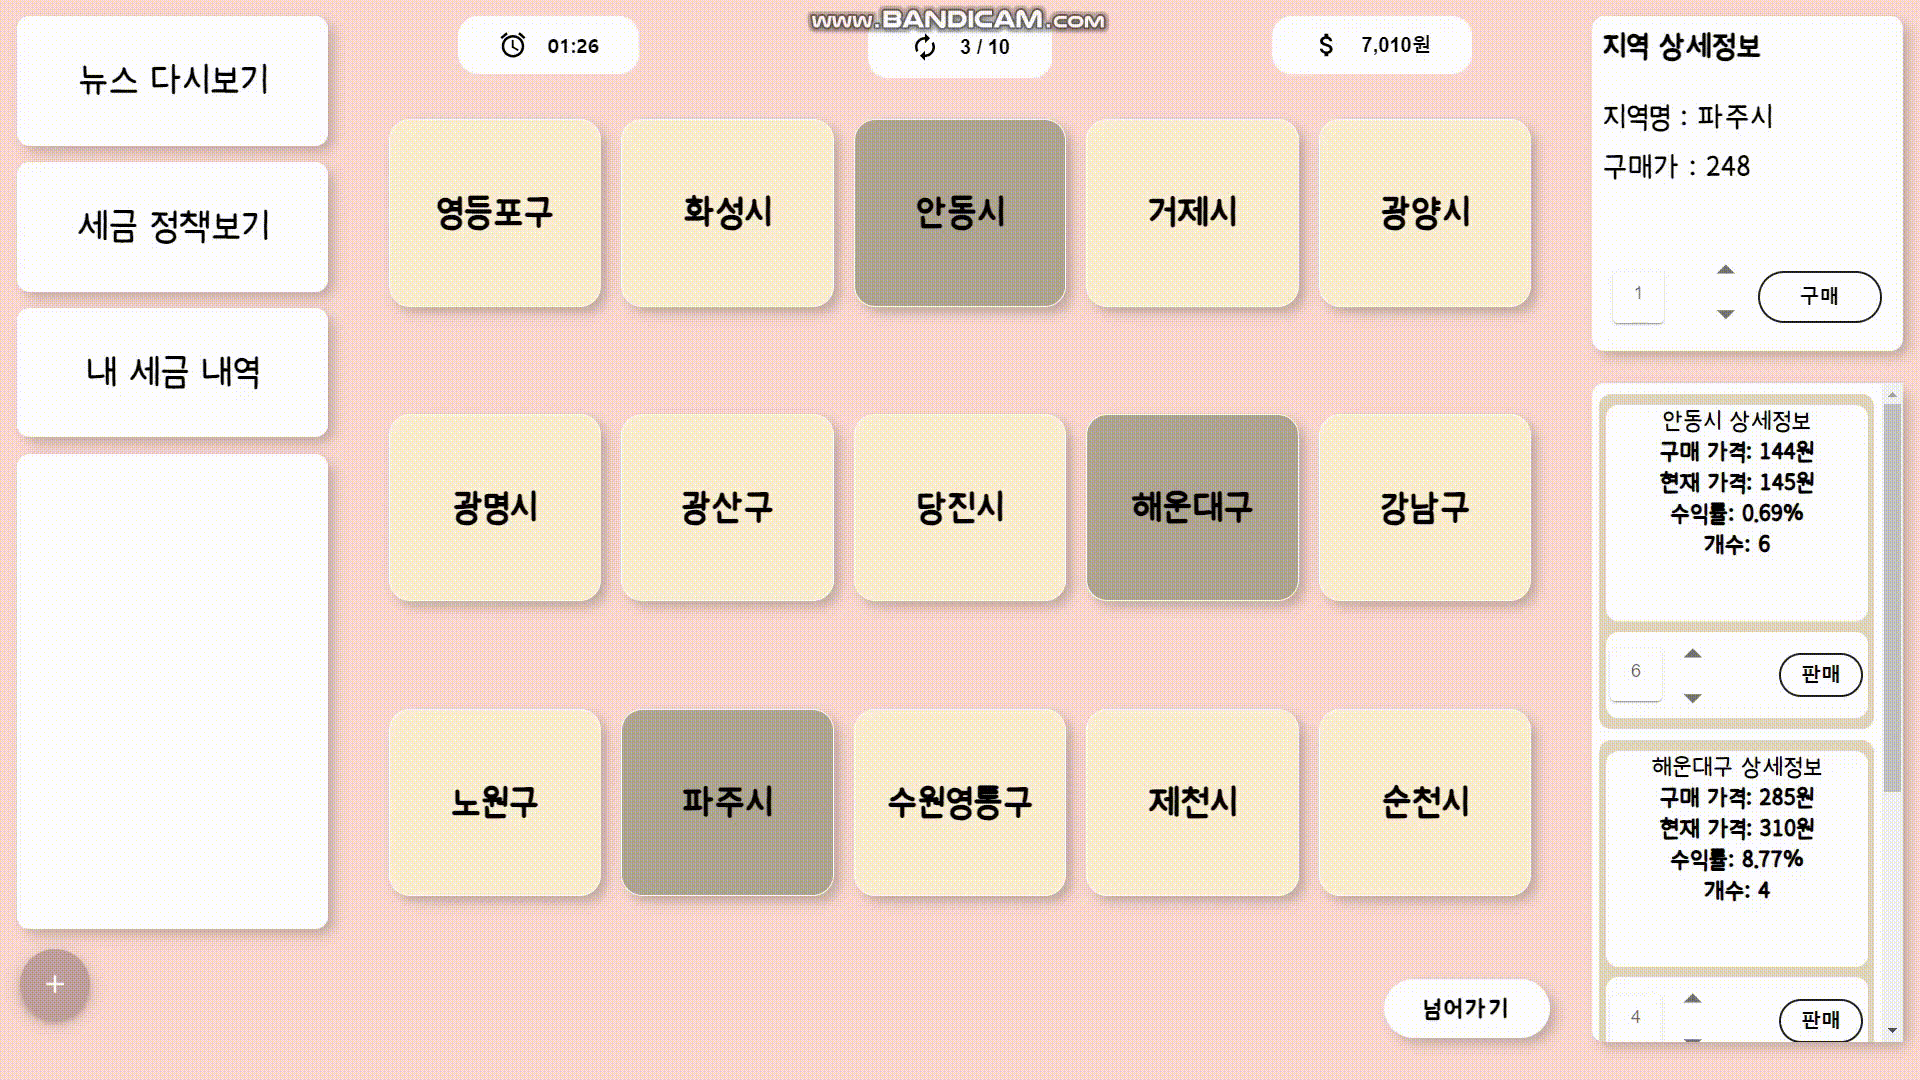 www.BANDICAM.com
뉴스 다시보기
세금 정책보기
내 세금 내역
+
01:26
3 / 10
$ 7,010원
영등포구
화성시
안동시
거제시
광양시
광명시
광산구
당진시
해운대구
강남구
노원구
파주시
수원영통구
제천시
순천시
넘어가기
지역 상세정보
지역명 : 파주시
구매가 : 248
1
구매
안동시 상세정보
구매 가격: 144원
현재 가격: 145원
수익률: 0.69%
개수: 6
6
판매
해운대구 상세정보
구매 가격: 285원
현재 가격: 310원
수익률: 8.77%
개수: 4
4
판매